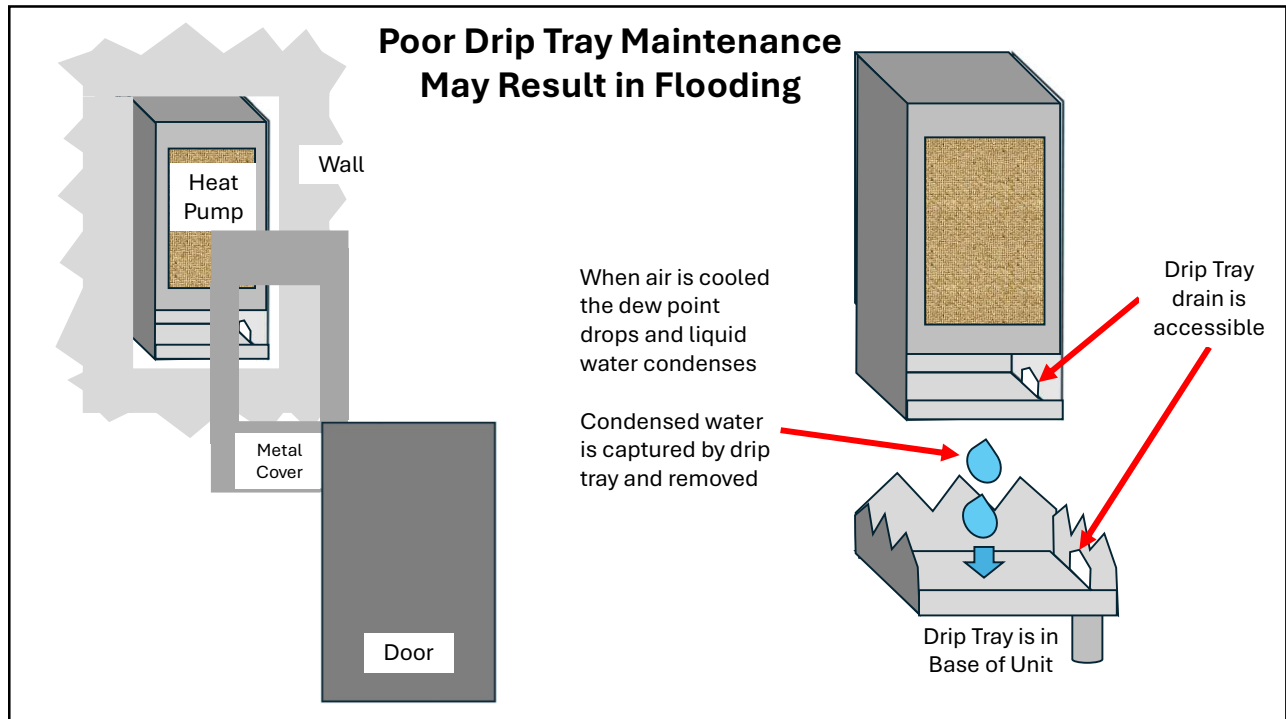 Poor Drip Tray Maintenance
May Result in Flooding
Wall
Heat
Pump
Metal
Cover
Door
When air is cooled
the dew point
drops and liquid
water condenses
Condensed water
is captured by drip
tray and removed
Drip Tray
drain is
accessible
Drip Tray is in
Base of Unit